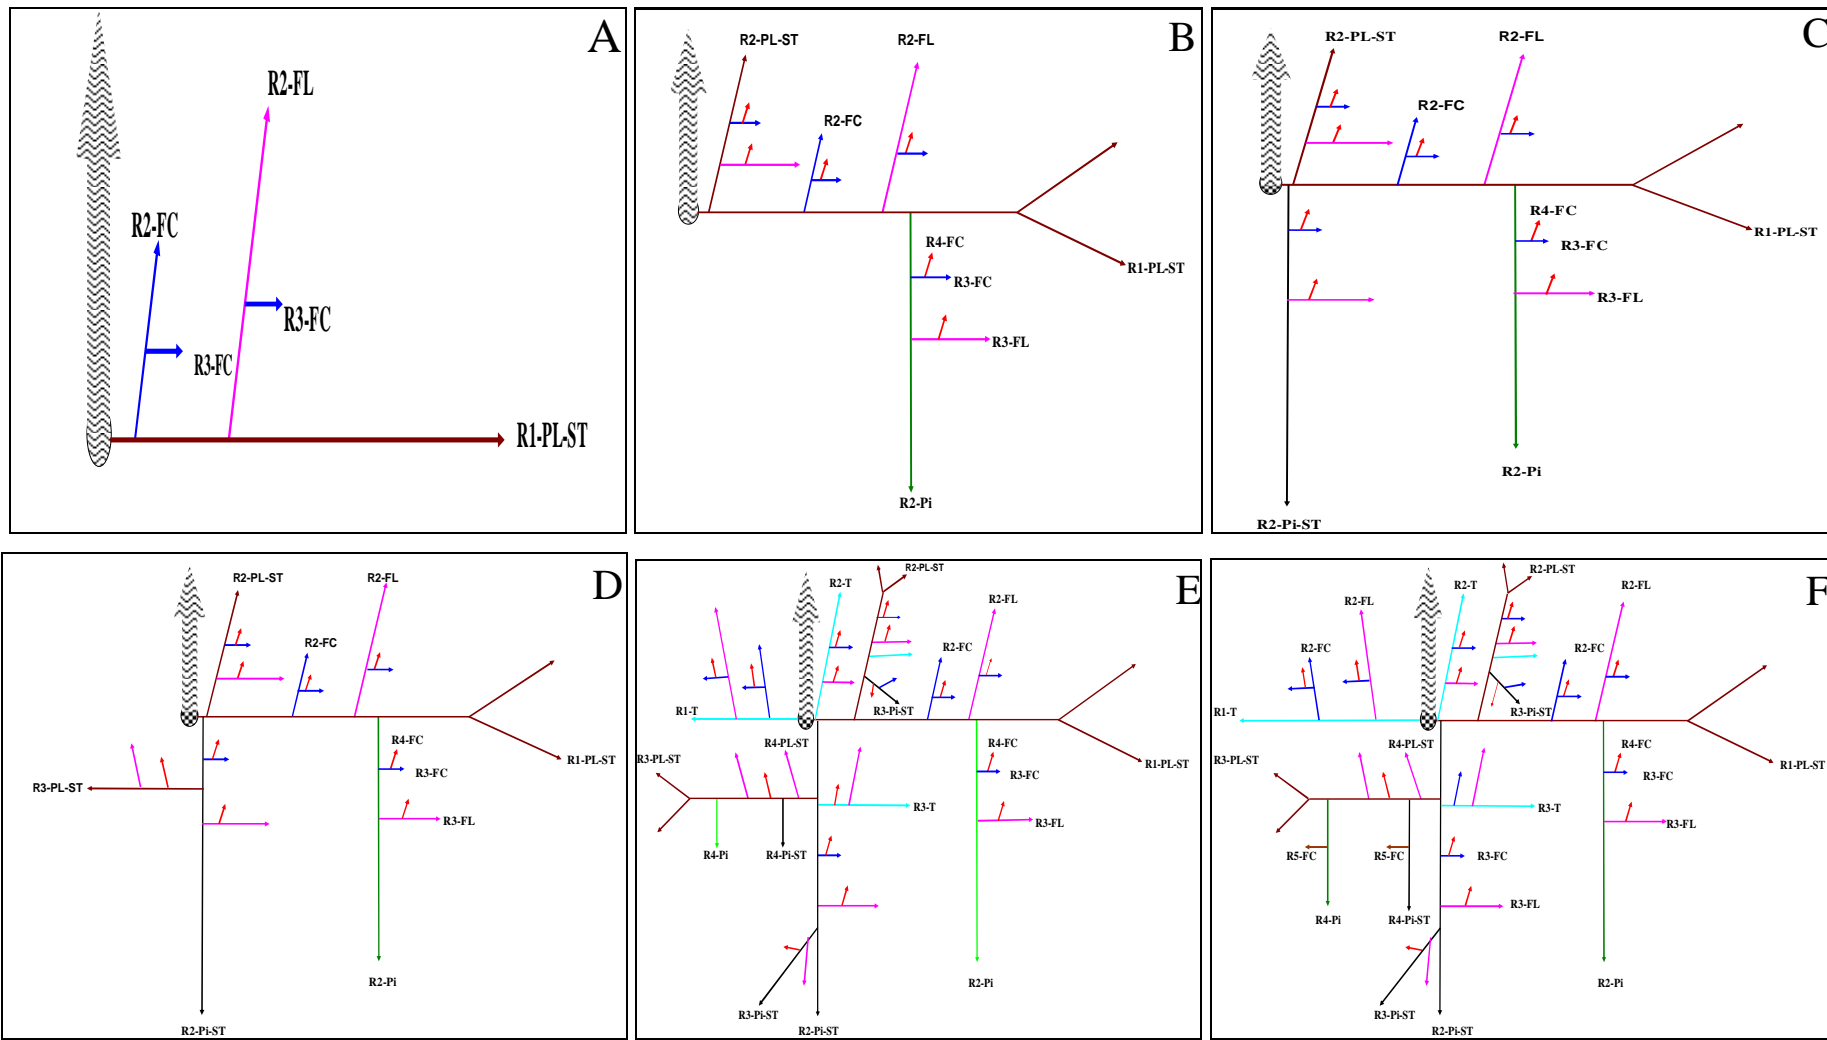 A
R2-FL
R2-FC
R3-FC
R3-FC
R1-PL-ST
B
R2-PL-ST
R2-FL
R2-FC
R4-FC
R3-FC
R1-PL-ST
R3-FL
R2-Pi
C
R2-PL-ST
R2-FL
R2-FC
R4-FC
R1-PL-ST
R3-FC
R3-FL
R2-Pi
R2-Pi-ST
D
R2-PL-ST
R2-FL
R2-FC
R4-FC
R1-PL-ST
R3-FC
R3-PL-ST
R3-FL
R2-Pi
R2-Pi-ST
E
R2-PL-ST
R2-T
R2-FL
R2-FC
R1-T
R3-Pi-ST
R4-PL-ST
R4-FC
R3-PL-ST
R1-PL-ST
R3-FC
R3-T
R3-FL
R4-Pi
R4-Pi-ST
R2-Pi
R3-Pi-ST
R2-Pi-ST
F
R2-PL-ST
R2-T
R2-FL
R2-FL
R2-FC
R2-FC
R1-T
R3-Pi-ST
R4-PL-ST
R4-FC
R3-PL-ST
R1-PL-ST
R3-FC
R3-T
R3-FL
R5-FC
R5-FC
R3-FC
R3-FL
R4-Pi
R4-Pi-ST
R2-Pi
R3-Pi-ST
R2-Pi-ST